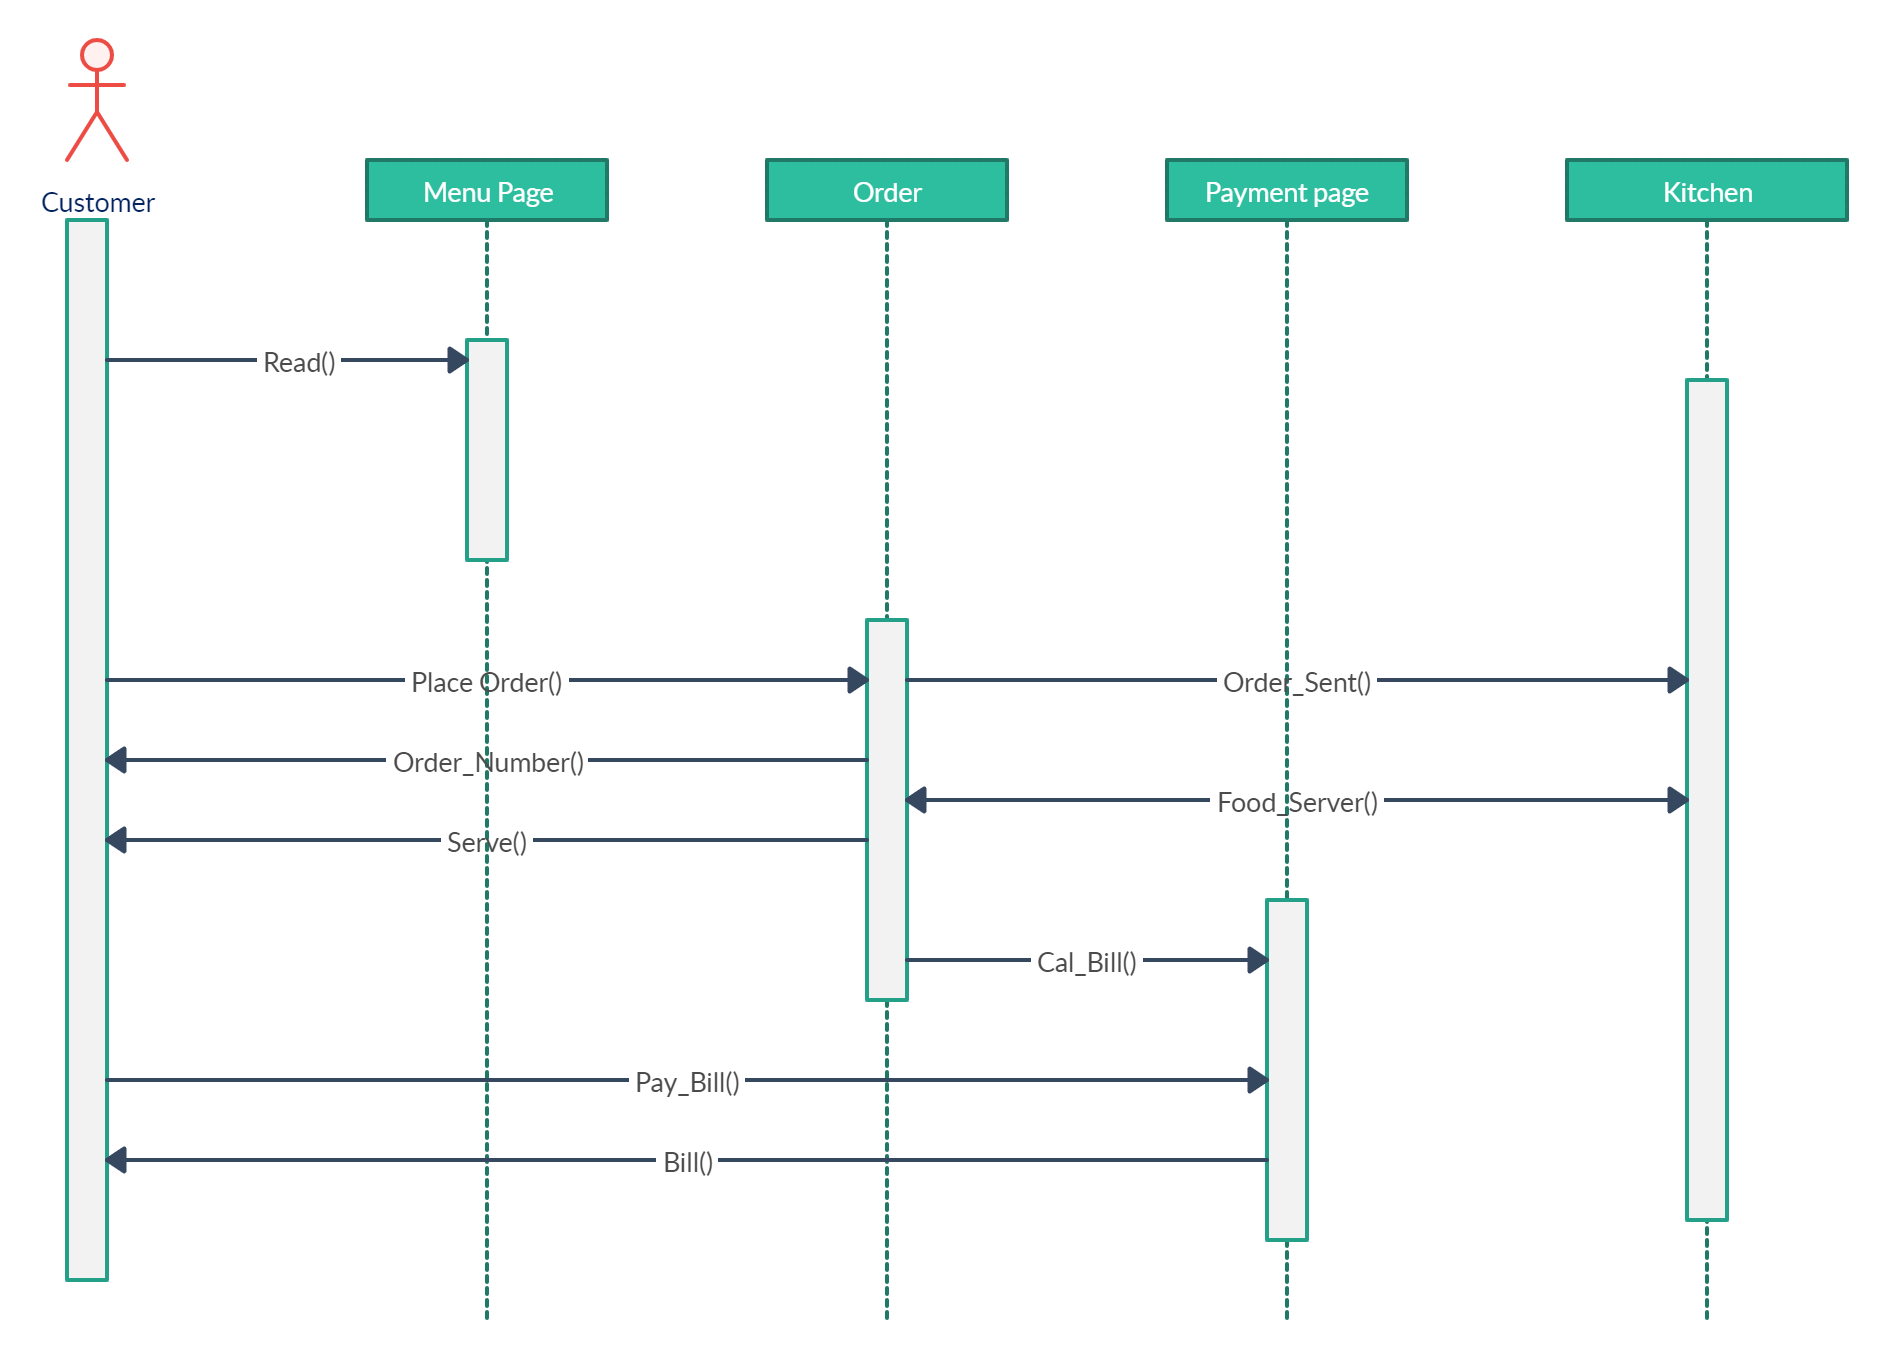 Customer
Menu Page
Order
Payment page
Kitchen
Read()
Place Order()
Order_Sent()
Order_Number()
Food_Server()
Serve()
Cal_Bill()
Pay_Bill()
Bill()